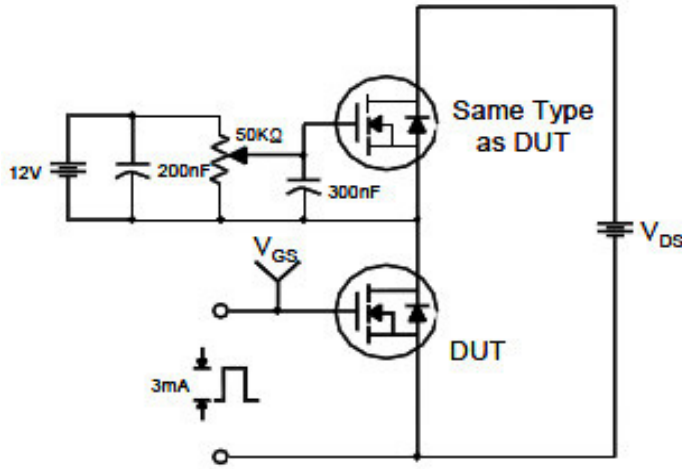 Same Type
as DUT
50KΩ
12V
200nF
300nF
VGS
VDS
DUT
3mA